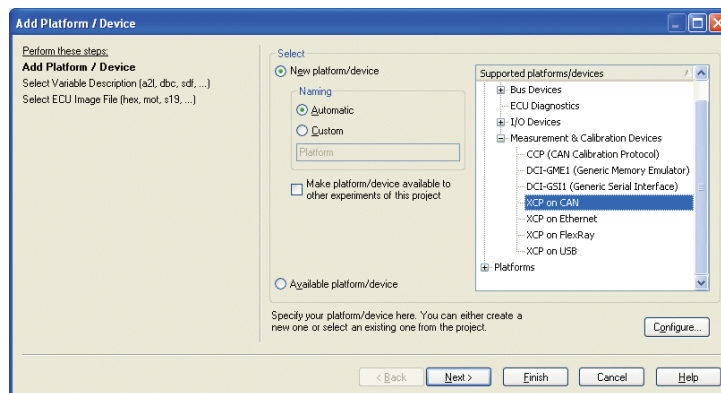 Add Platform / Device
Perform these steps:
Add Platform / Device
Select Variable Description (a2l, dbc, sdf, ...)
Select ECU Image File (hex, mot, s19, ...)
Select
New platform/device
Naming
Automatic
Custom
Platform
Make platform/device available to
other experiments of this project
Available platform/device
Supported platforms/devices
Bus Devices
ECU Diagnostics
I/O Devices
Measurement & Calibration Devices
CCP (CAN Calibration Protocol)
DCI-GME1 (Generic Memory Emulator)
DCI-GSI1 (Generic Serial Interface)
XCP on CAN
XCP on Ethernet
XCP on FlexRay
XCP on USB
Platforms
Specify your platform/device here. You can either create a
new one or select an existing one from the project.
Configure...
< Back
Next >
Finish
Cancel
Help